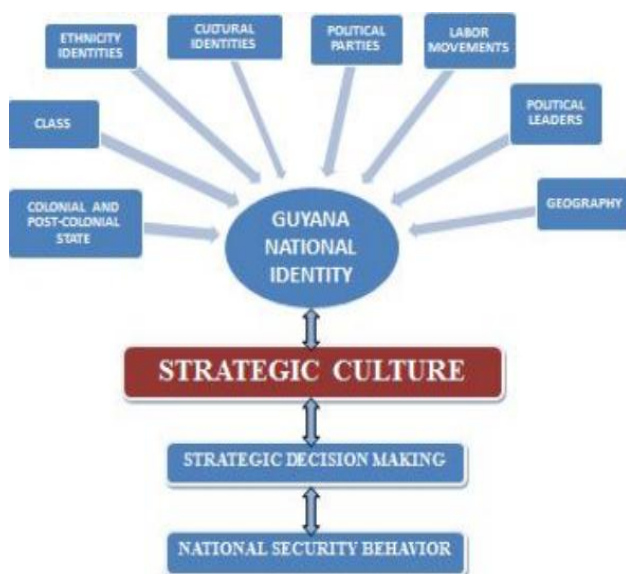 ETHNICITY
IDENTITIES
CULTURAL
IDENTITIES
POLITICAL
PARTIES
LABOR
MOVEMENTS
CLASS
POLITICAL
LEADERS
COLONIAL AND
POST-COLONIAL
STATE
GEOGRAPHY
GUYANA
NATIONAL
IDENTITY
STRATEGIC CULTURE
STRATEGIC DECISION MAKING
NATIONAL SECURITY BEHAVIOR